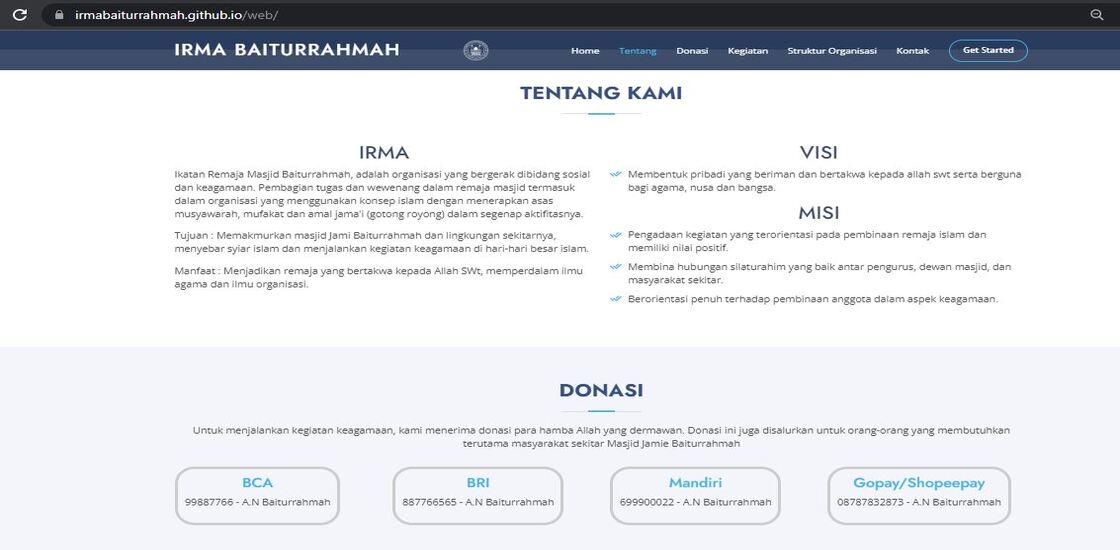 irmabaiturrahmah.github.io/web/
IRMA BAITURRAHMAH
Home Tentang Donasi Kegiatan Struktur Organisasi Kontak Get Started
TENTANG KAMI
IRMA
Ikatan Remaja Masjid Baiturrahmah, adalah organisasi yang bergerak dibidang sosial
dan keagamaan. Pembagian tugas dan wewenang dalam remaja masjid termasuk
dalam organisasi yang menggunakan konsep islam dengan menerapkan asas
musyawarah, mufakat dan amal jama'i (gotong royong) dalam segenap aktifitasnya.
Tujuan : Memakmurkan masjid Jami Baiturrahmah dan lingkungan sekitarnya,
menyebar syiar islam dan menjalankan kegiatan keagamaan di hari-hari besar islam.
Manfaat : Menjadikan remaja yang bertakwa kepada Allah SWt, memperdalam ilmu
agama dan ilmu organisasi.
VISI
Membentuk pribadi yang beriman dan bertakwa kepada allah swt serta berguna
bagi agama, nusa dan bangsa.
MISI
Pengadaan kegiatan yang terorientasi pada pembinaan remaja islam dan
memiliki nilai positif.
Membina hubungan silaturahim yang baik antar pengurus, dewan masjid, dan
masyarakat sekitar.
Berorientasi penuh terhadap pembinaan anggota dalam aspek keagamaan.
DONASI
Untuk menjalankan kegiatan keagamaan, kami menerima donasi para hamba Allah yang dermawan. Donasi ini juga disalurkan untuk orang-orang yang membutuhkan
terutama masyarakat sekitar Masjid Jamie Baiturrahmah
BCA
99887766 - A.N Baiturrahmah
BRI
887766565 - A.N Baiturrahmah
Mandiri
699900022 - A.N Baiturrahmah
Gopay/Shopeepay
08787832873 - A.N Baiturrahmah